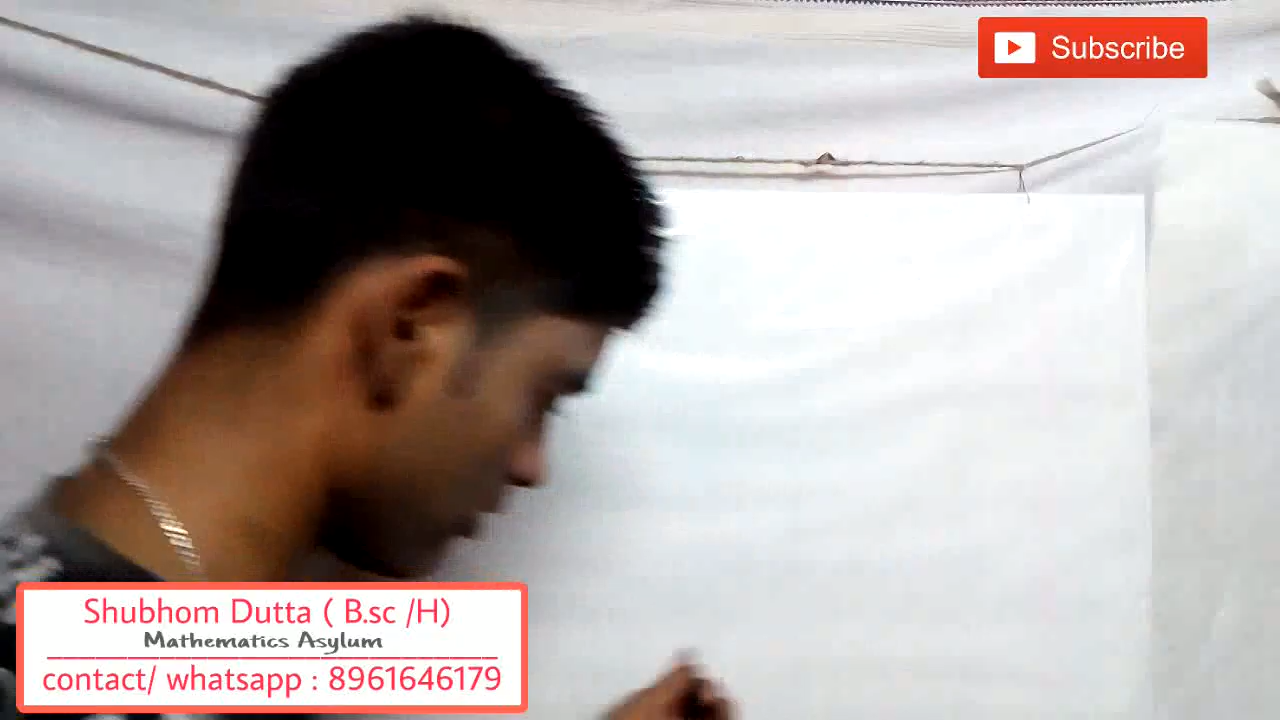 Subscribe
Shubhom Dutta ( B.sc /H)
Mathematics Asylum
contact/ whatsapp : 8961646179